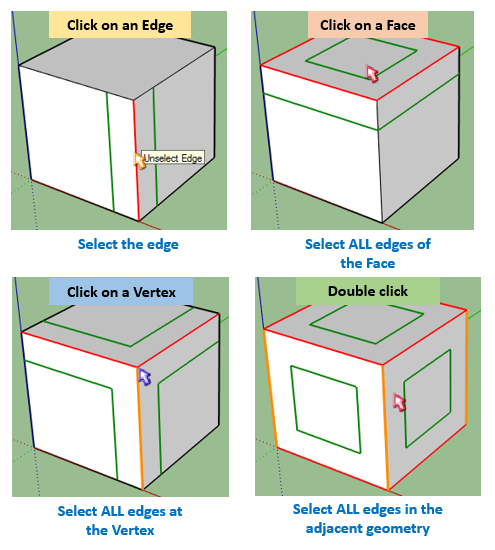 Click on an Edge
Click on a Face
Unselect Edge
Select the edge
Select ALL edges of
the Face
Click on a Vertex
Double click
Select ALL edges at
the Vertex
Select ALL edges in the
adjacent geometry